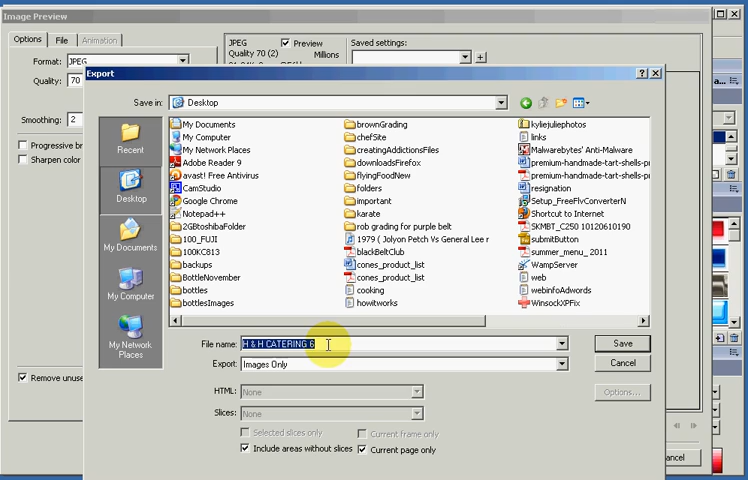 Image Preview
Options
File
Animation
Format:
JPEG
Quality:
70
Smoothing:
2
Progressive br
Sharpen color
Remove unuse
JPEG
Quality 70 (2)
Preview
Millions
Saved settings:
Export
Save in:
Desktop
Recent
Desktop
My Documents
My Computer
My Network
Places
My Documents
My Computer
My Network Places
Adobe Reader 9
avast! Free Antivirus
CamStudio
Google Chrome
Notepad++
2GBtoshibaFolder
100_FUJI
100KC813
backups
BottleNovember
bottles
bottlesImages
brownGrading
chefSite
creatingAddictionsFiles
downloadsFirefox
flyingFoodNew
folders
important
karate
rob grading for purple belt
1979 ( Jolyon Petch Vs General Lee r
blackBeltClub
cones_product_list
cones_product_list
cooking
howitworks
kyliejuliephotos
links
Malwarebytes' Anti-Malware
premium-handmade-tart-shells-pr
premium-handmade-tart-shells-pr
resignation
Setup_FreeFlvConverterN
Shortcut to Internet
SKMBT_C250 10120610190
submitButton
summer_menu_2011
WampServer
web
webinfoAdwords
WinsockXPFix
File name:
H & H CATERING 6
Save
Export:
Images Only
Cancel
HTML:
None
Options...
Slices:
None
Selected slices only
Current frame only
Include areas without slices
Current page only
ancel